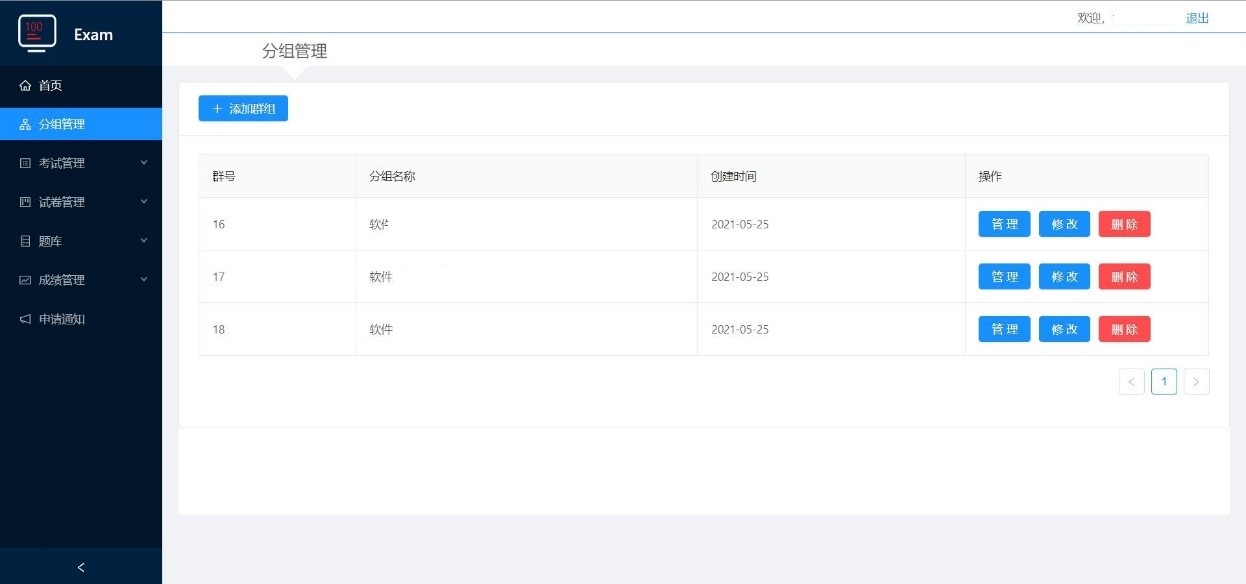 100
Exam
欢迎,
退出
分组管理
首页
分组管理
考试管理
试卷管理
题库
成绩管理
申请通知
+ 添加群组
群号 分组名称 创建时间 操作
16 软件 2021-05-25 管 理 修 改 删 除
17 软件 2021-05-25 管 理 修 改 删 除
18 软件 2021-05-25 管 理 修 改 删 除
< 1 >
<